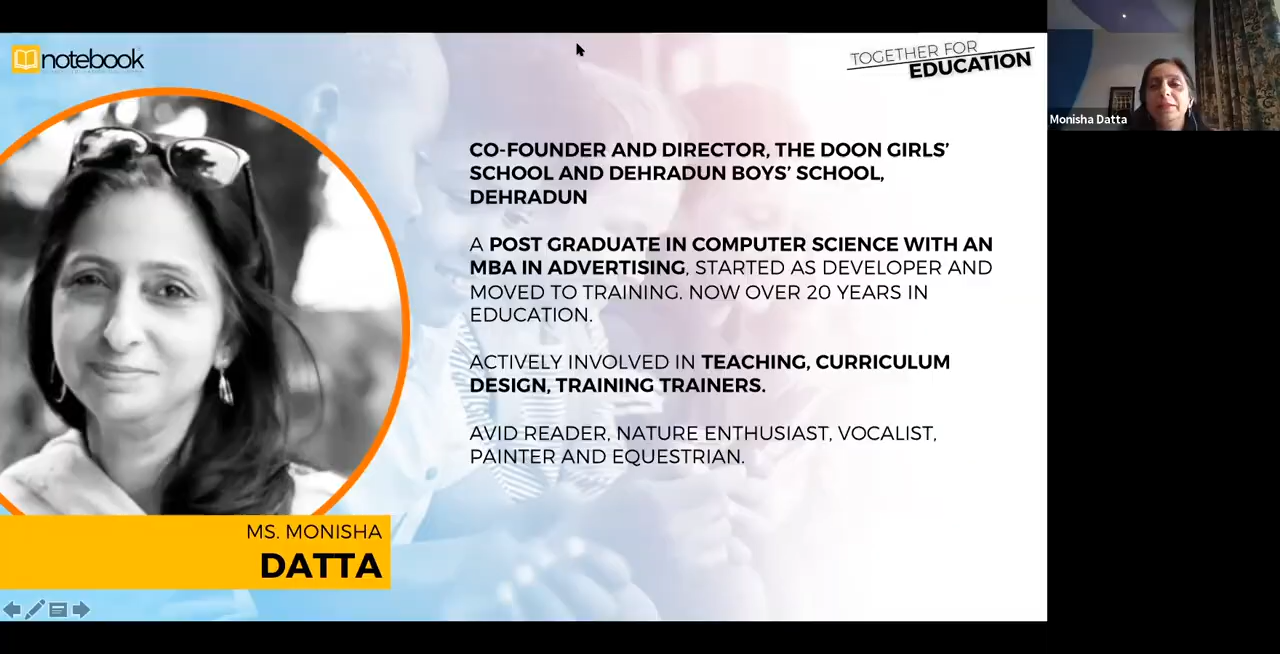 notebook
TOGETHER FOR
EDUCATION
Monisha Datta
CO-FOUNDER AND DIRECTOR, THE DOON GIRLS’
SCHOOL AND DEHRADUN BOYS’ SCHOOL,
DEHRADUN
A POST GRADUATE IN COMPUTER SCIENCE WITH AN
MBA IN ADVERTISING, STARTED AS DEVELOPER AND
MOVED TO TRAINING. NOW OVER 20 YEARS IN
EDUCATION.
ACTIVELY INVOLVED IN TEACHING, CURRICULUM
DESIGN, TRAINING TRAINERS.
AVID READER, NATURE ENTHUSIAST, VOCALIST,
PAINTER AND EQUESTRIAN.
MS. MONISHA
DATTA